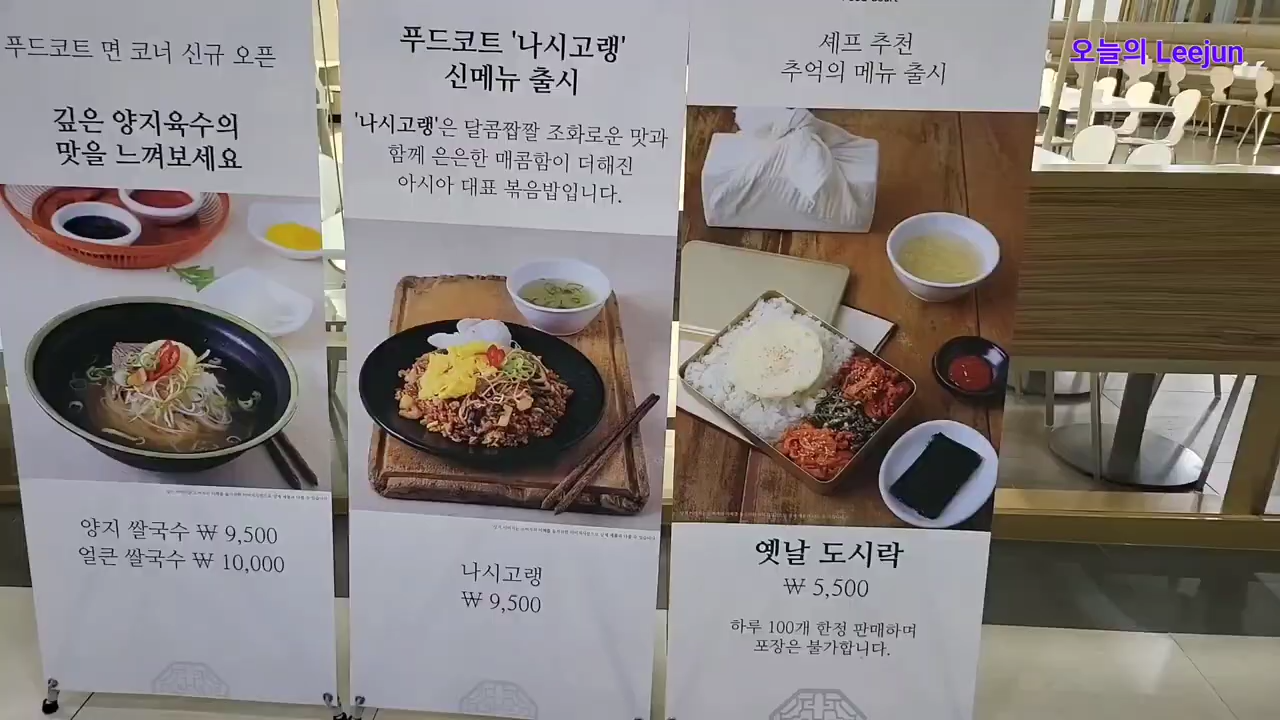 오늘의 Leejun
푸드코트 면 코너 신규 오픈
깊은 양지육수의
맛을 느껴보세요
양지 쌀국수 ₩ 9,500
얼큰 쌀국수 ₩ 10,000
푸드코트 '나시고랭'
신메뉴 출시
'나시고랭'은 달콤짭짤 조화로운 맛과
함께 은은한 매콤함이 더해진
아시아 대표 볶음밥입니다.
나시고랭
₩ 9,500
셰프 추천
추억의 메뉴 출시
옛날 도시락
₩ 5,500
하루 100개 한정 판매하며
포장은 불가합니다.